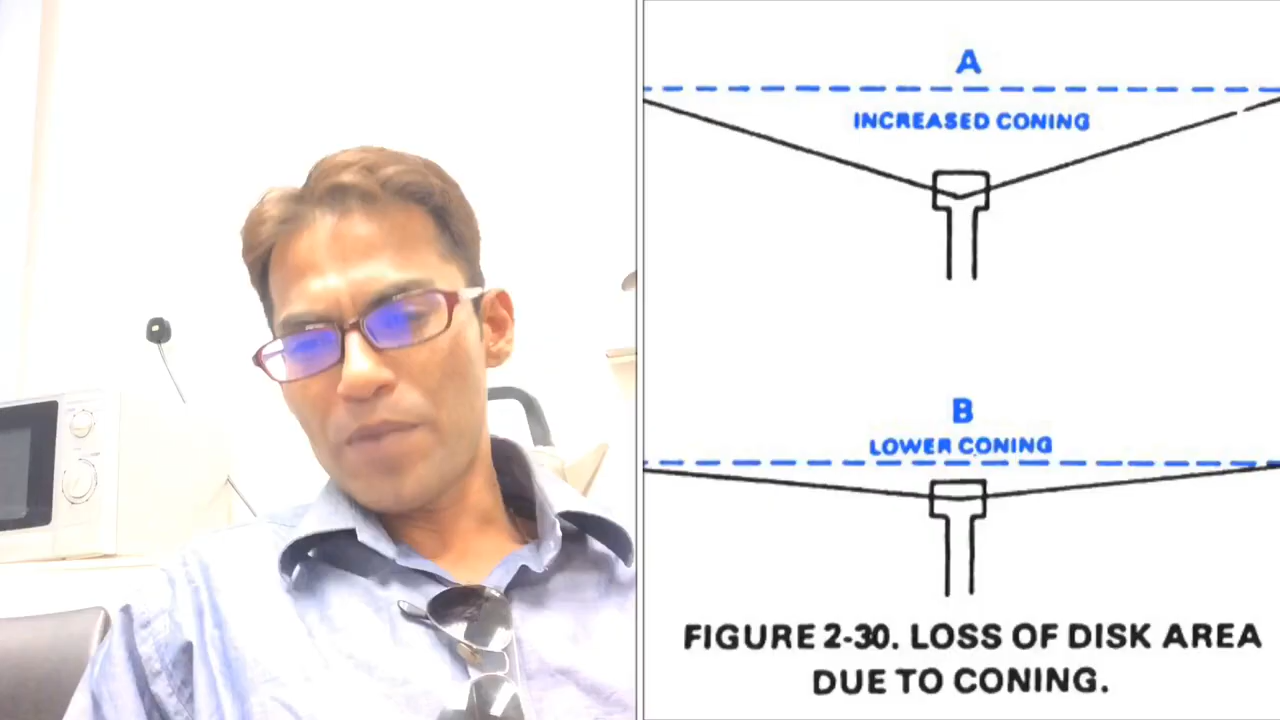 A
INCREASED CONING
B
LOWER CONING
FIGURE 2-30. LOSS OF DISK AREA
DUE TO CONING.